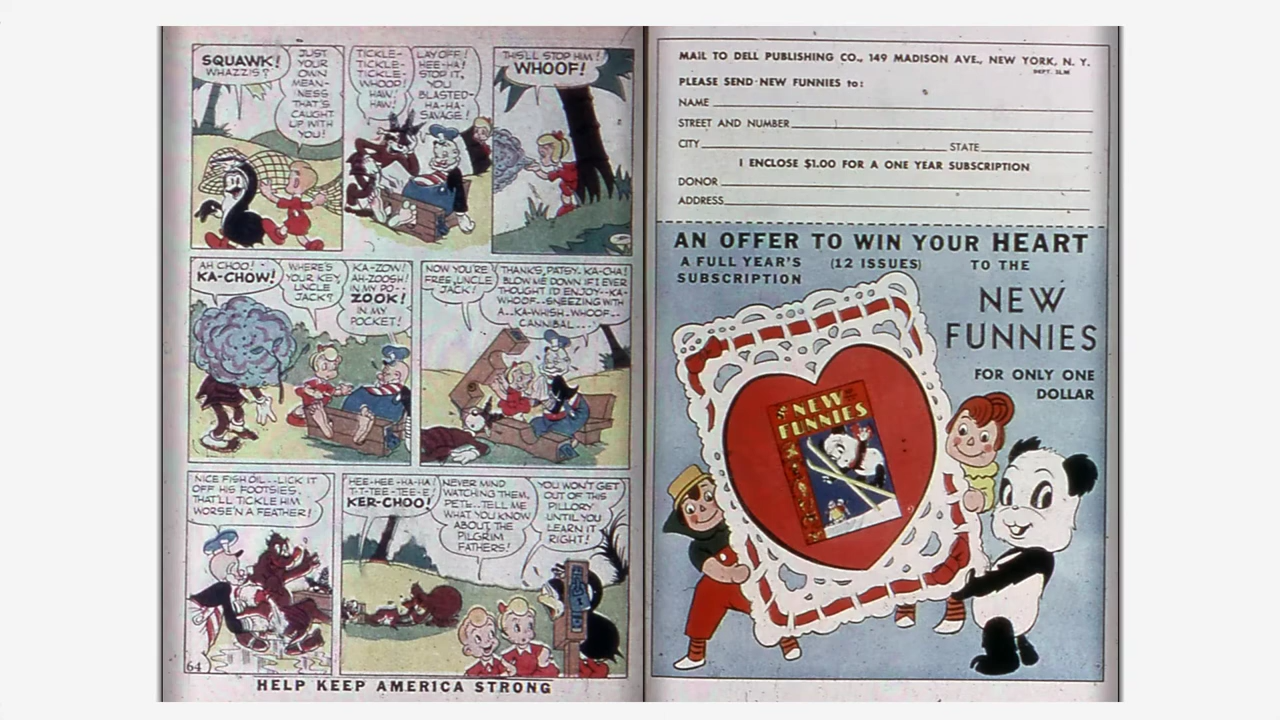 SQUAWK!
WHAZZIS?
JUST
YOUR
OWN
MEAN-
NESS
THAT'S
CAUGHT
UP WITH
YOU!
TICKLE-
TICKLE-
TICKLE-
WHOOP!
HAW!
HAW!
LAY OFF!
HEE-HA!
STOP IT,
YOU
BLASTED-
HA-HA-
SAVAGE!
THIS'LL STOP HIM!
WHOOF!
AH CHOO!
KA-CHOW!
WHERE'S
YOUR KEY,
UNCLE
JACK?
KA-ZOW!
AH-ZOOSH!
IN MY PO--
ZOOK!
IN MY
POCKET!
NOW YOU'RE
FREE, UNCLE
JACK!
THANKS, PATSY. KA-CHA!
BLOW ME DOWN IF I EVER
THOUGHT I'D ENJOY--KA-
WHOOF--SNEEZING WITH
A--KA-WHISH-WHOOF--
CANNIBAL...
NICE FISH OIL...LICK IT
OFF HIS FOOTSIES.
THAT'LL TICKLE HIM
WORSE'N A FEATHER!
HEE-HEE-HA-HA!
T-T-TEE-TEE-E!
KER-CHOO!
NEVER MIND
WATCHING THEM,
PETE...TELL ME
WHAT YOU KNOW
ABOUT THE
PILGRIM
FATHERS!
YOU WON'T GET
OUT OF THIS
PILLORY
UNTIL YOU
LEARN IT
RIGHT!
64
HELP KEEP AMERICA STRONG
MAIL TO DELL PUBLISHING CO., 149 MADISON AVE., NEW YORK, N. Y.
DEPT. 2LM
PLEASE SEND NEW FUNNIES to:
NAME
STREET AND NUMBER
CITY STATE
I ENCLOSE $1.00 FOR A ONE YEAR SUBSCRIPTION
DONOR
ADDRESS
AN OFFER TO WIN YOUR HEART
A FULL YEAR'S (12 ISSUES) TO THE
SUBSCRIPTION
NEW
FUNNIES
FOR ONLY ONE
DOLLAR
NEW
FUNNIES